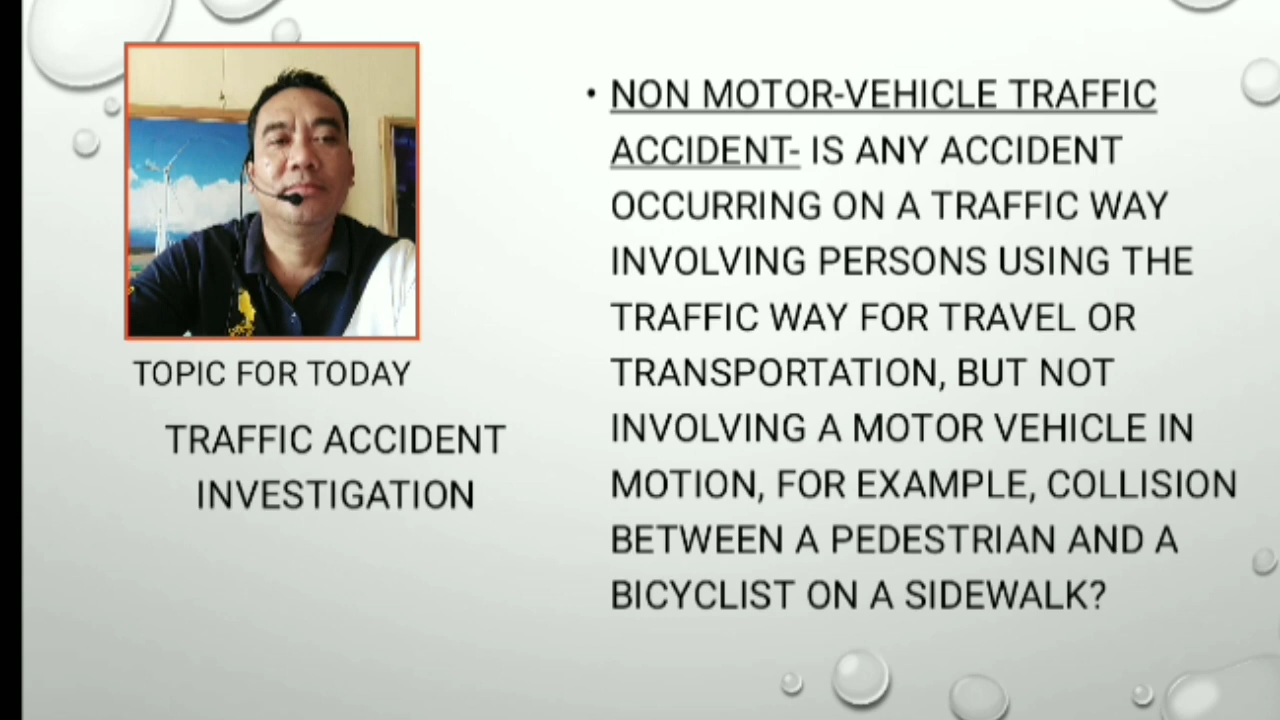 TOPIC FOR TODAY
TRAFFIC ACCIDENT
INVESTIGATION
• NON MOTOR-VEHICLE TRAFFIC
ACCIDENT- IS ANY ACCIDENT
OCCURRING ON A TRAFFIC WAY
INVOLVING PERSONS USING THE
TRAFFIC WAY FOR TRAVEL OR
TRANSPORTATION, BUT NOT
INVOLVING A MOTOR VEHICLE IN
MOTION, FOR EXAMPLE, COLLISION
BETWEEN A PEDESTRIAN AND A
BICYCLIST ON A SIDEWALK?